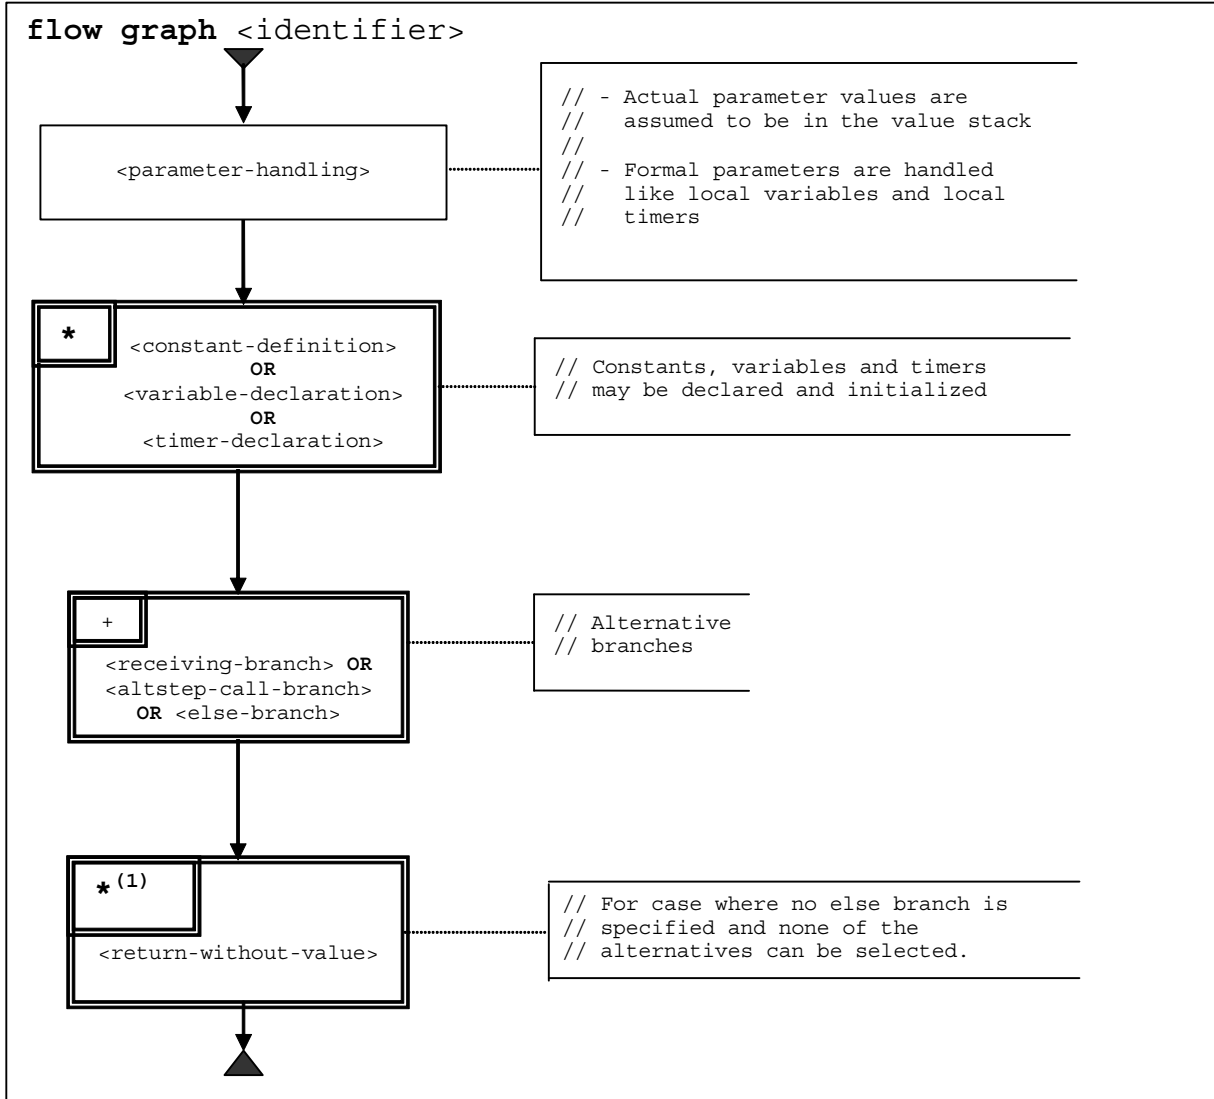 flow graph <identifier>
// - Actual parameter values are
//   assumed to be in the value stack
//
// - Formal parameters are handled
//   like local variables and local
//   timers
<parameter-handling>
*
<constant-definition>
OR
<variable-declaration>
OR
<timer-declaration>
// Constants, variables and timers
// may be declared and initialized
+
<receiving-branch> OR
<altstep-call-branch>
OR <else-branch>
// Alternative
// branches
*(1)
<return-without-value>
// For case where no else branch is
// specified and none of the
// alternatives can be selected.